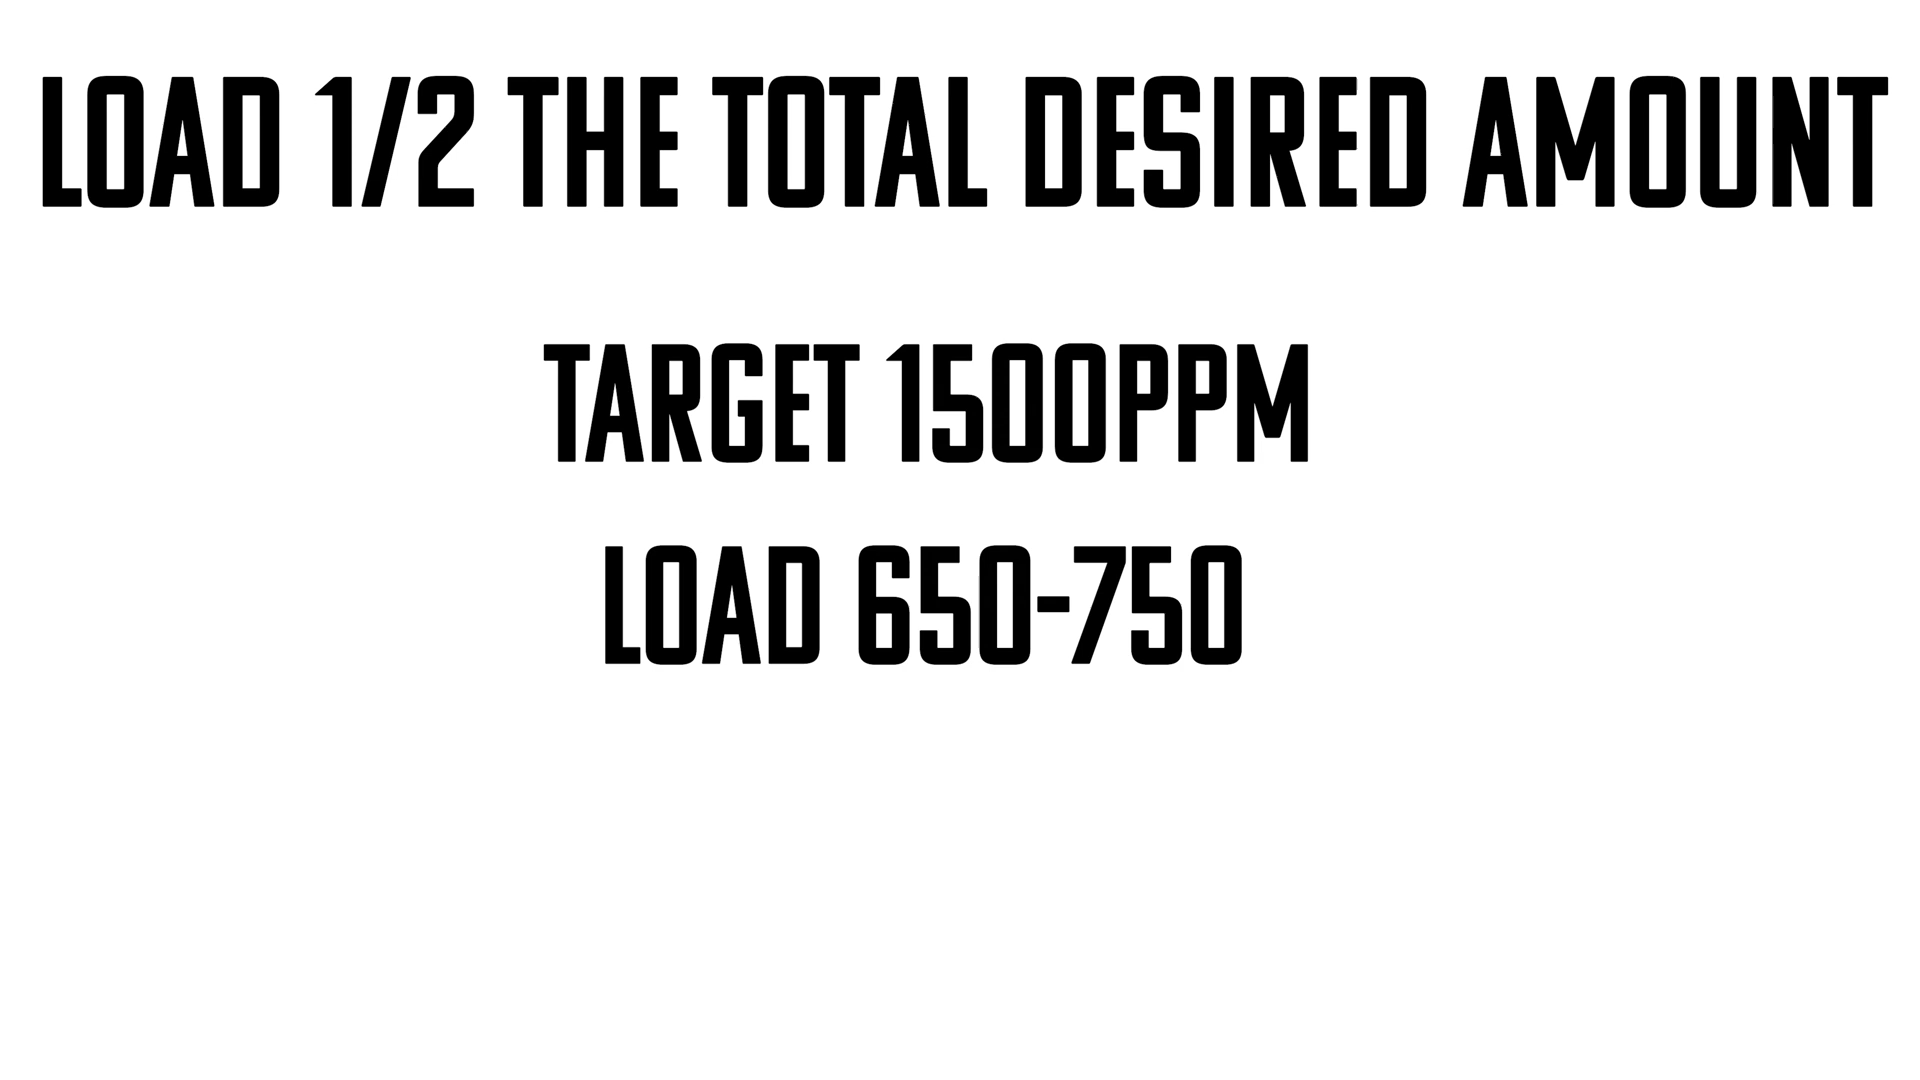 LOAD 1/2 THE TOTAL DESIRED AMOUNT
TARGET 1500PPM
LOAD 650-750